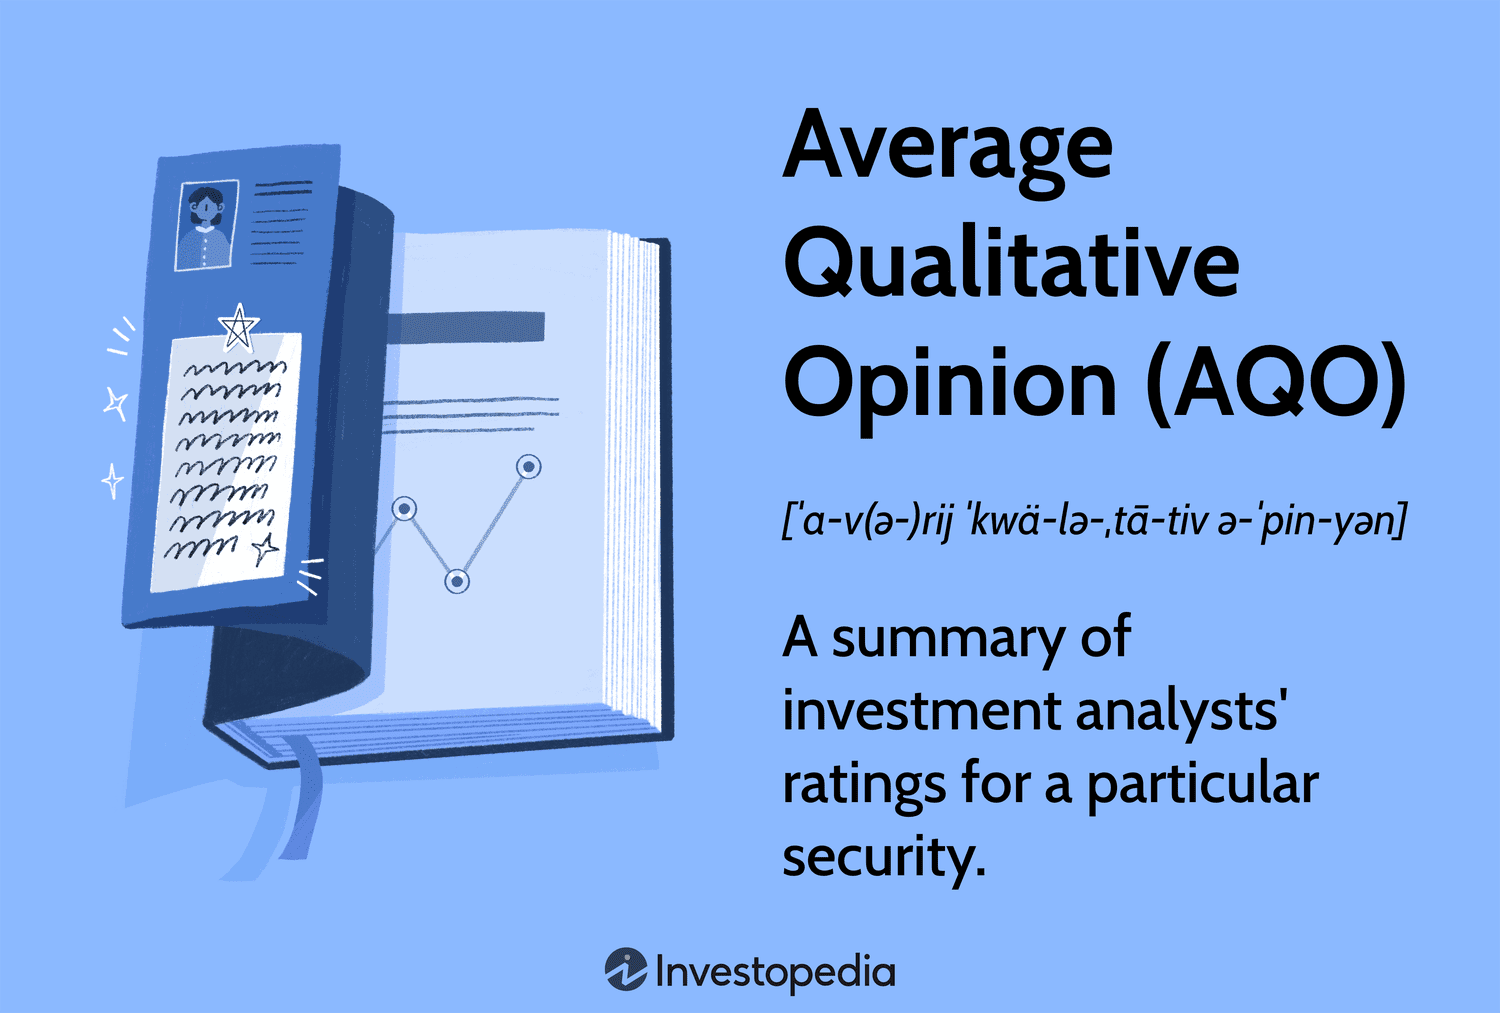 Average
Qualitative
Opinion (AQO)
[ˈa-v(ə-)rij ˈkwä-lə-ˌtā-tiv ə-ˈpin-yən]
A summary of
investment analysts'
ratings for a particular
security.
Investopedia